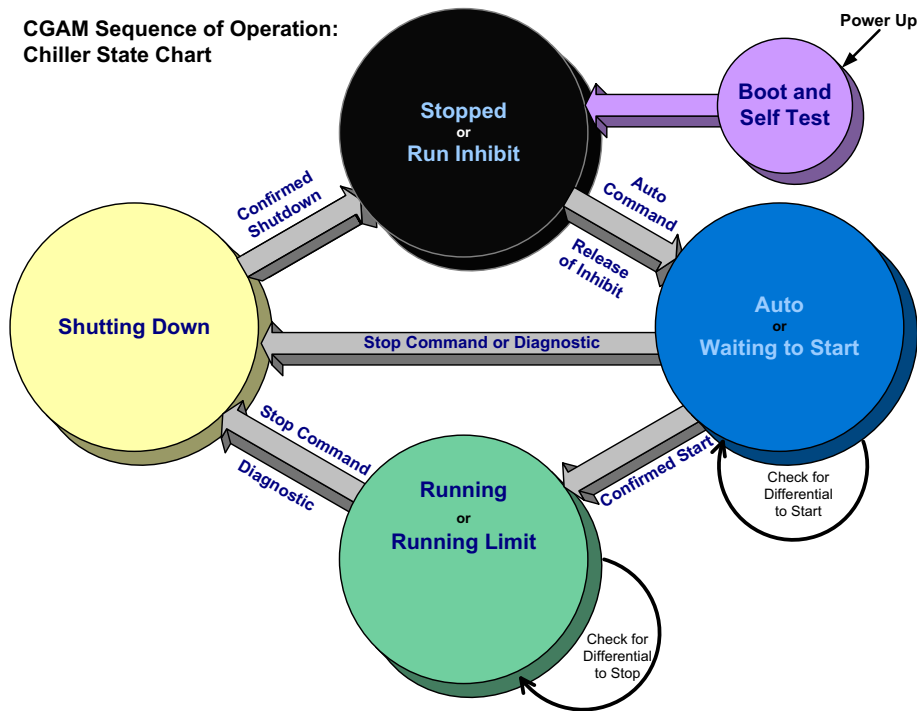 CGAM Sequence of Operation:
Chiller State Chart
Power Up
Boot and
Self Test
Stopped
or
Run Inhibit
Confirmed
Shutdown
Auto
Command
Release
of Inhibit
Shutting Down
Stop Command or Diagnostic
Auto
or
Waiting to Start
Stop Command
Diagnostic
Confirmed Start
Check for
Differential
to Start
Running
or
Running Limit
Check for
Differential
to Stop